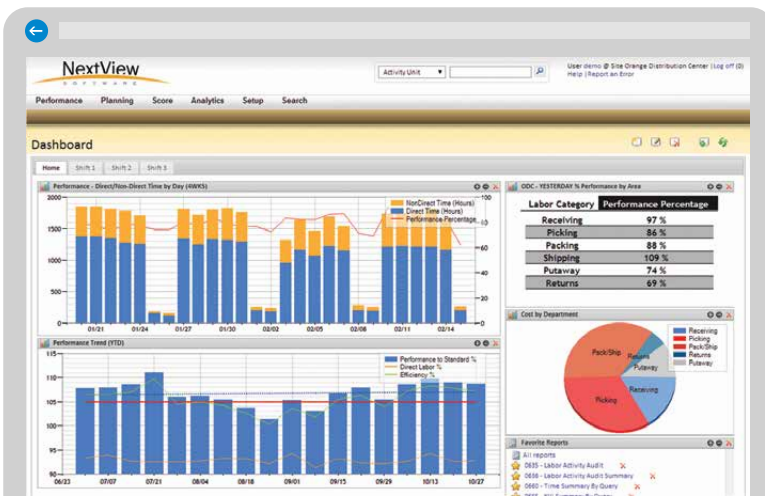 NextView
SOFTWARE
Activity Unit
User demo @ Site Orange Distribution Center | Log off (0)
Help | Report an Error
Performance Planning Score Analytics Setup Search
Dashboard
Home Shift 1 Shift 2 Shift 3
Performance - Direct/Non-Direct Time by Day (4WKS)
NonDirect Time (Hours)
Direct Time (Hours)
Performance Percentage
2000 1500 1000 500 0
100 80 60 40 20 0
01/21 01/24 01/27 01/30 02/02 02/05 02/08 02/11 02/14
ODC - YESTERDAY % Performance by Area
Labor Category Performance Percentage
Receiving 97 %
Picking 86 %
Packing 88 %
Shipping 109 %
Putaway 74 %
Returns 69 %
Performance Trend (YTD)
Performance to Standard %
Direct Labor %
Efficiency %
115 110 105 100 95 90
06/23 07/07 07/21 08/04 08/18 09/01 09/15 09/29 10/13 10/27
Cost by Department
Pack/Ship
Returns
Putaway
Receiving
Picking
Receiving
Picking
Pack/Ship
Returns
Putaway
Favorite Reports
All reports
0835 - Labor Activity Audit
0836 - Labor Activity Audit Summary
0860 - Time Summary By Query